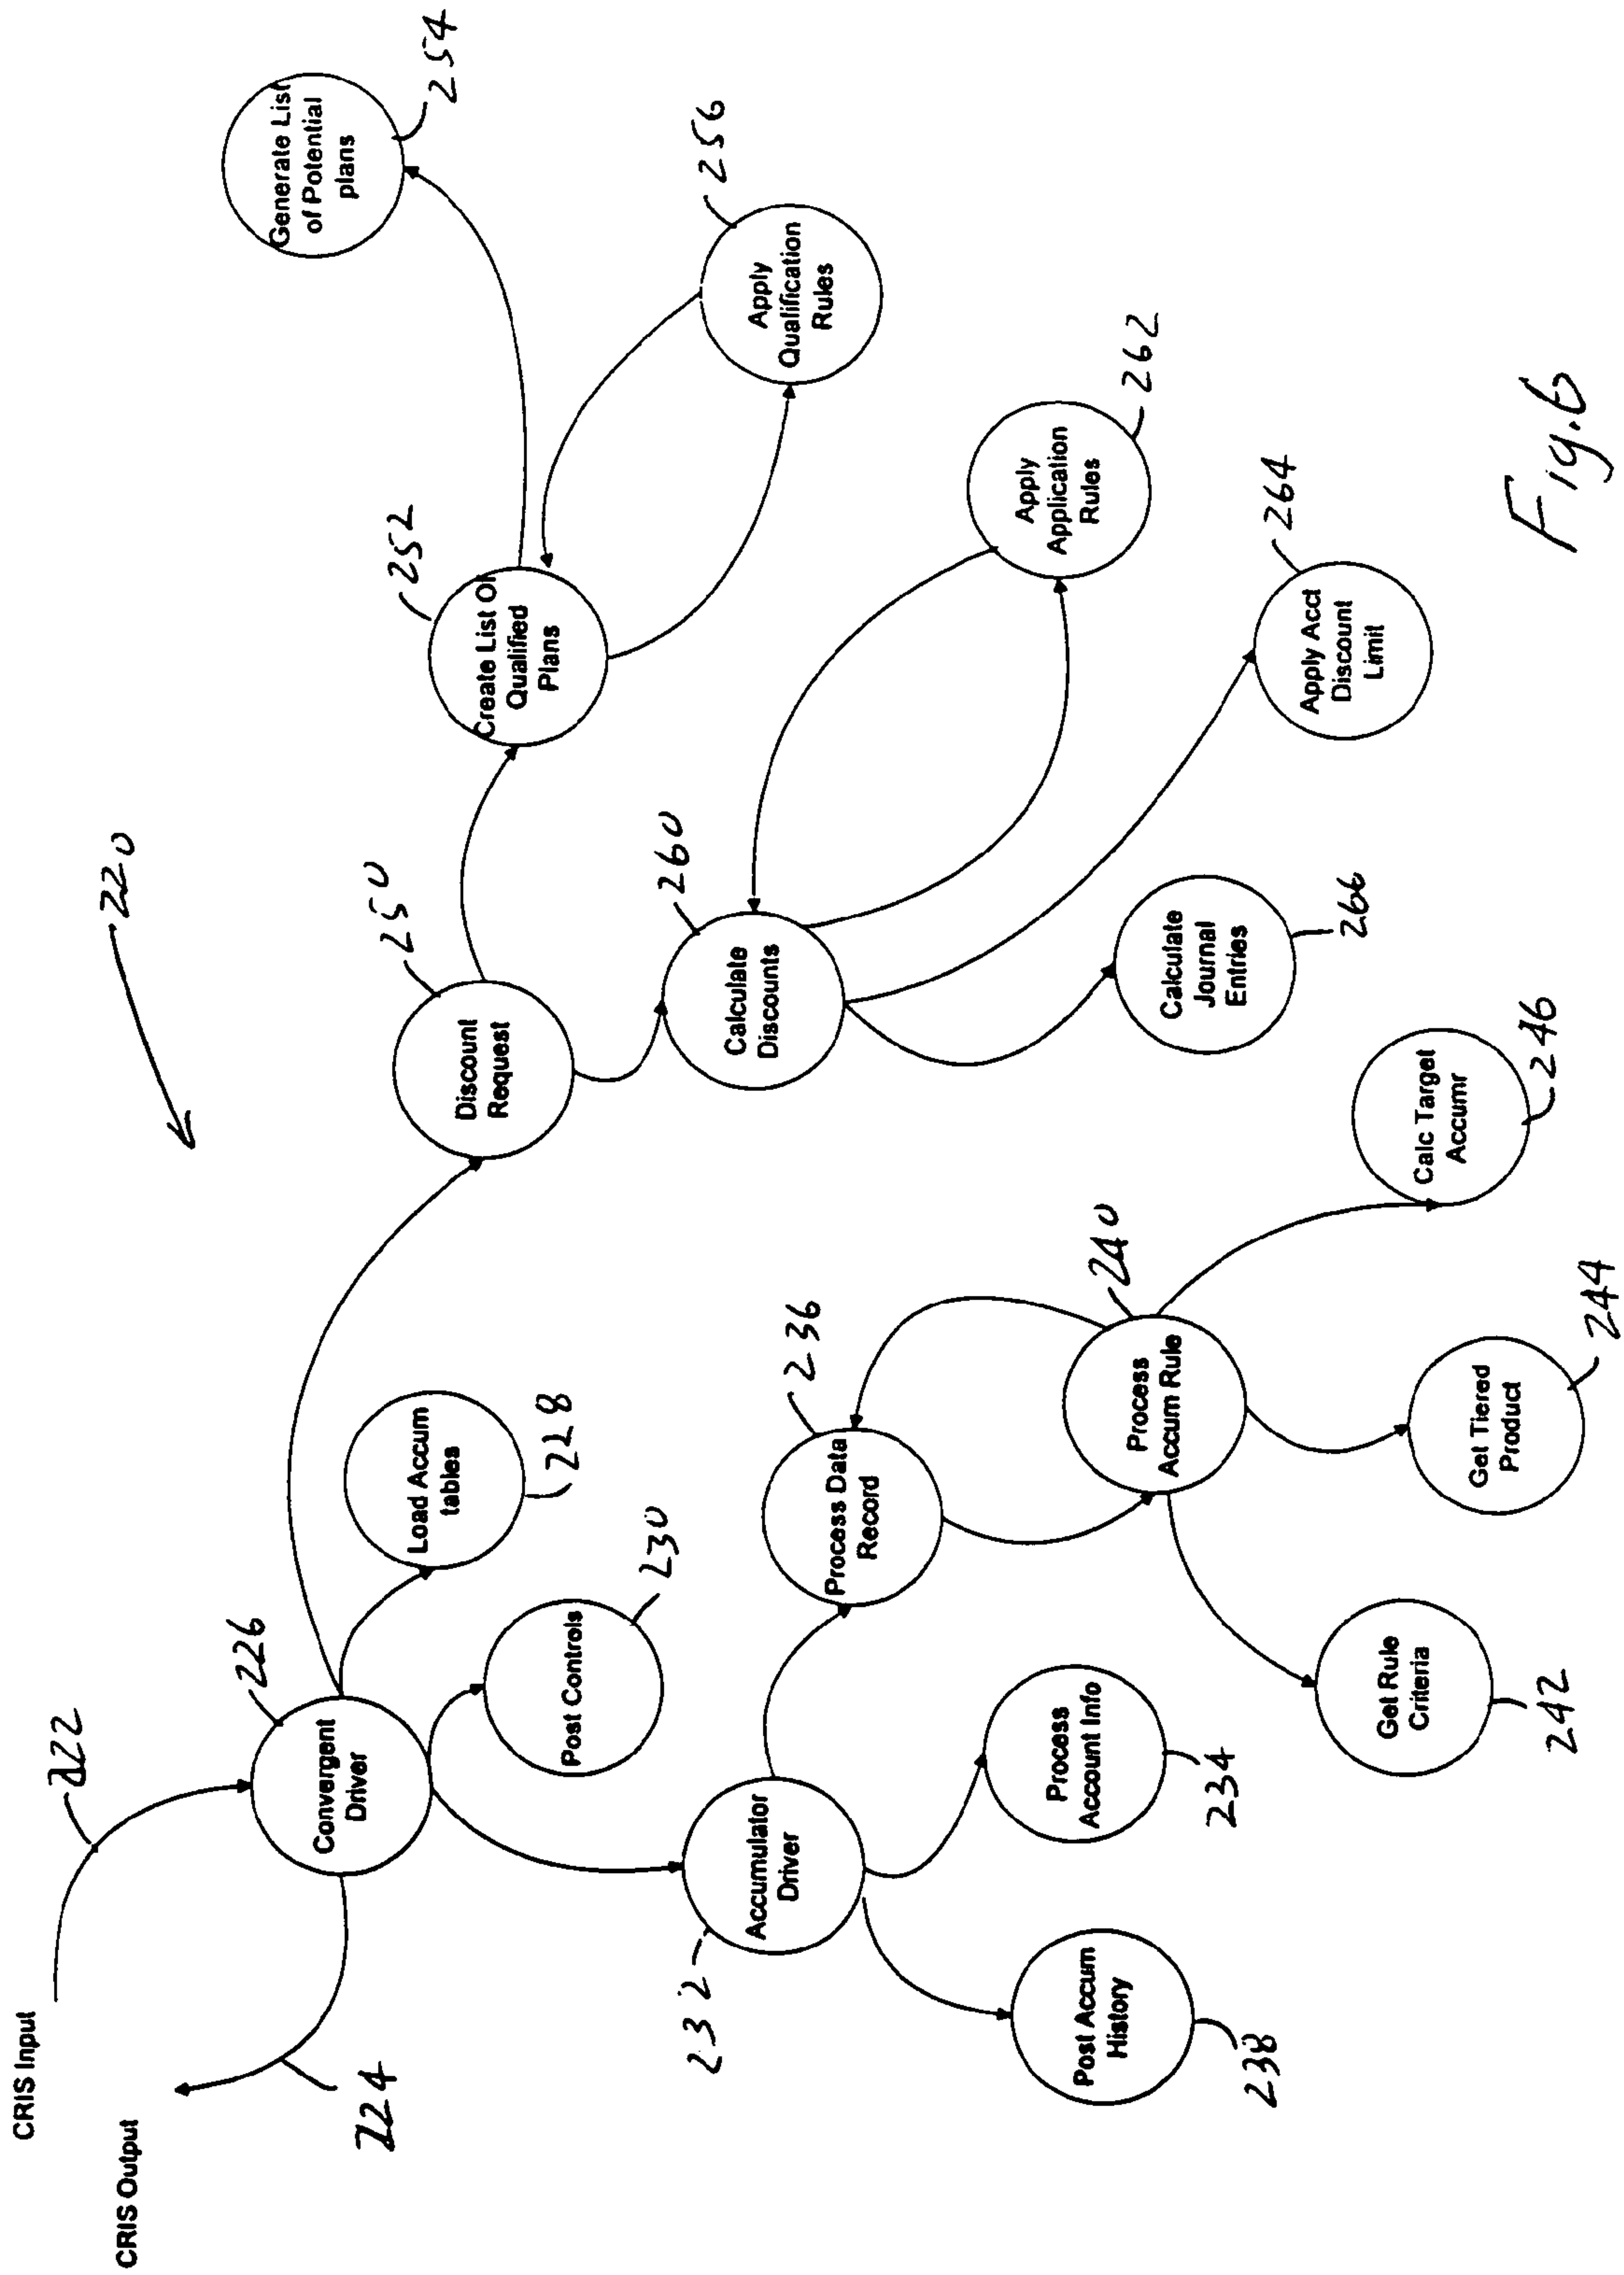 CRIS Input
CRIS Output
222
224
220
Convergent
Driver
226
Load Accum
tables
228
Post Controls
230
Accumulator
Driver
232
Process
Account Info
234
Process Data
Record
236
Post Accum
History
238
Process
Accum Rule
240
Get Rule
Criteria
242
Get Tiered
Product
244
Calc Target
Accumr
246
Discount
Request
250
Create List Of
Qualified
Plans
252
Generate List
of Potential
plans
254
Apply
Qualification
Rules
256
Calculate
Discounts
260
Apply
Application
Rules
262
Apply Acct
Discount
Limit
264
Calculate
Journal
Entries
266
Fig.6